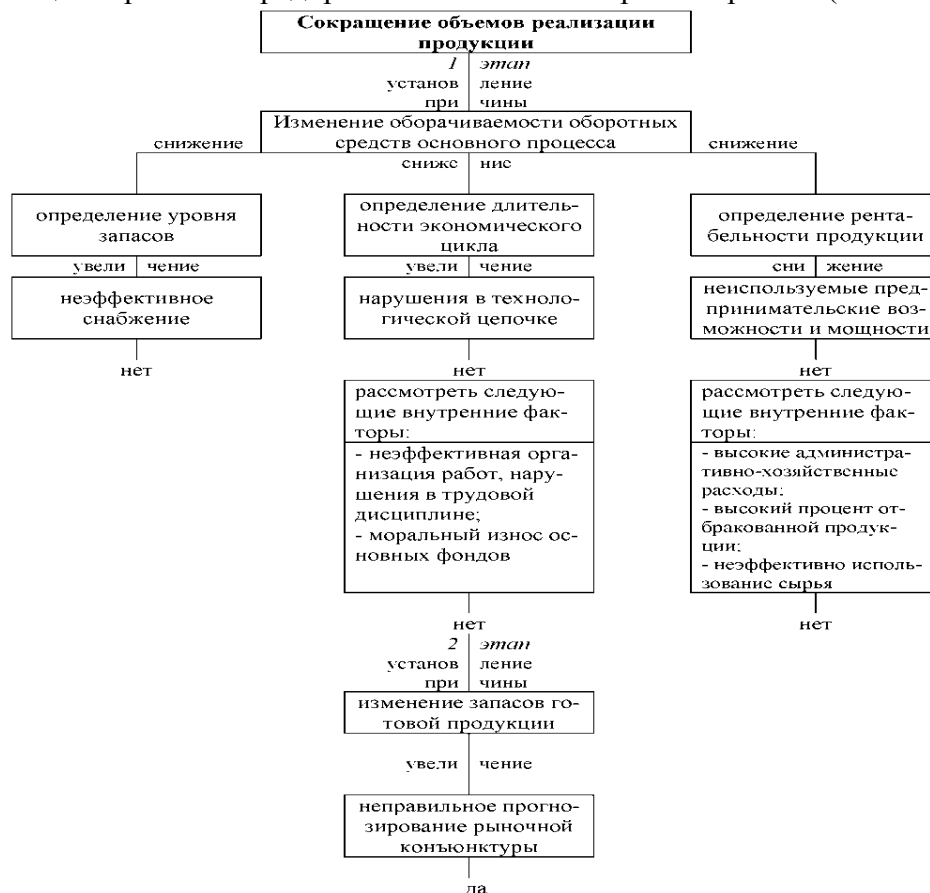 Сокращение объемов реализации
продукции
1 этап
установ ление
при чины
Изменение оборачиваемости оборотных
средств основного процесса
снижение
сниже ние
снижение
определение уровня
запасов
увели чение
неэффективное
снабжение
нет
определение длитель-
ности экономического
цикла
увели чение
нарушения в техноло-
гической цепочке
нет
рассмотреть следую-
щие внутренние фак-
торы:
- неэффективная орга-
низация работ, нару-
шения в трудовой
дисциплине;
- моральный износ ос-
новных фондов
нет
определение рента-
бельности продукции
сни жение
неиспользуемые пред-
принимательские воз-
можности и мощности
нет
рассмотреть следую-
щие внутренние фак-
торы:
- высокие администра-
тивно-хозяйственные
расходы;
- высокий процент от-
бракованной продук-
ции;
- неэффективно исполь-
зование сырья
нет
2 этап
установ ление
при чины
изменение запасов го-
товой продукции
увели чение
неправильное прогно-
зирование рыночной
конъюнктуры
да